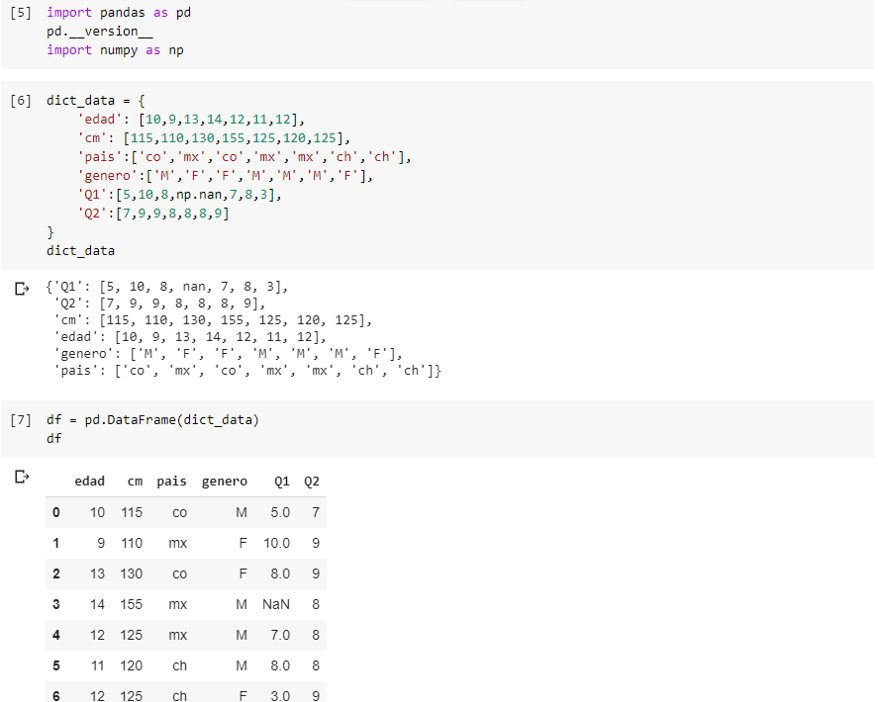 [5] import pandas as pd
pd.__version__
import numpy as np
[6] dict_data = {
'edad': [10,9,13,14,12,11,12],
'cm': [115,110,130,155,125,120,125],
'pais':['co','mx','co','mx','mx','ch','ch'],
'genero':['M','F','F','M','M','M','F'],
'Q1':[5,10,8,np.nan,7,8,3],
'Q2':[7,9,9,8,8,8,9]
}
dict_data
{'Q1': [5, 10, 8, nan, 7, 8, 3],
'Q2': [7, 9, 9, 8, 8, 8, 9],
'cm': [115, 110, 130, 155, 125, 120, 125],
'edad': [10, 9, 13, 14, 12, 11, 12],
'genero': ['M', 'F', 'F', 'M', 'M', 'M', 'F'],
'pais': ['co', 'mx', 'co', 'mx', 'mx', 'ch', 'ch']}
[7] df = pd.DataFrame(dict_data)
df
edad cm pais genero Q1 Q2
0 10 115 co M 5.0 7
1 9 110 mx F 10.0 9
2 13 130 co F 8.0 9
3 14 155 mx M NaN 8
4 12 125 mx M 7.0 8
5 11 120 ch M 8.0 8
6 12 125 ch F 3.0 9